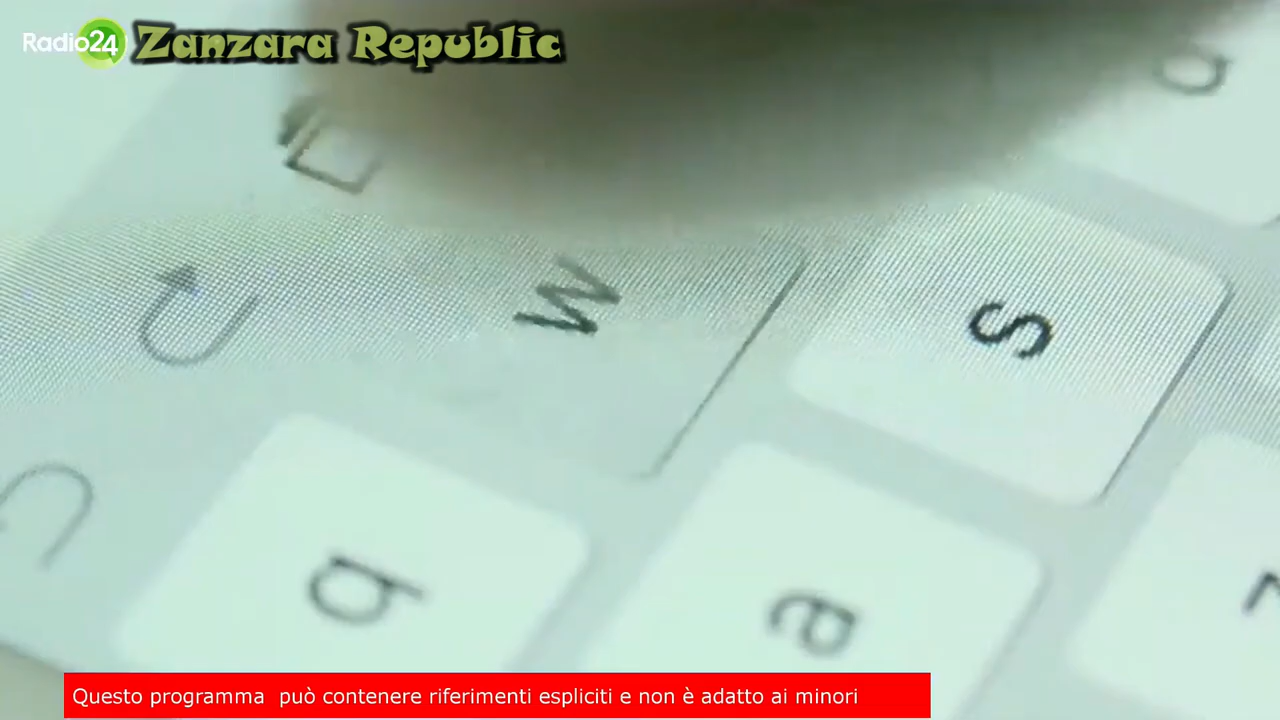 Radio24 Zanzara Republic
d
w
s
q
a
Questo programma può contenere riferimenti espliciti e non è adatto ai minori